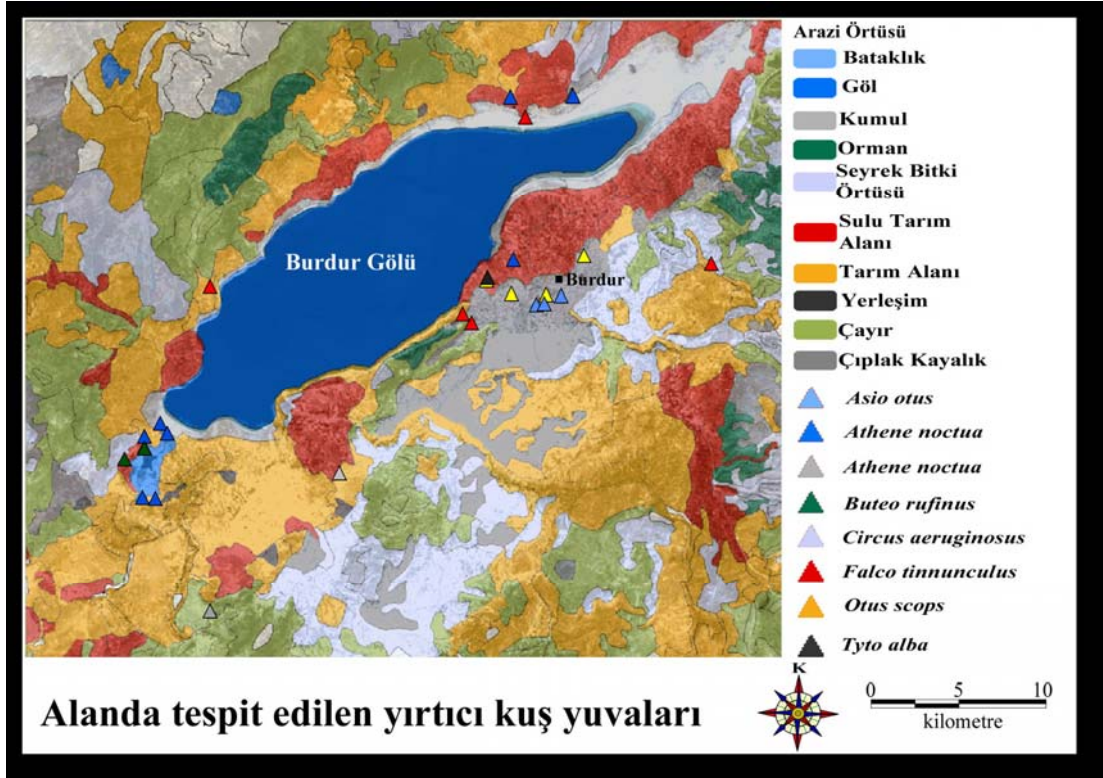 Burdur Gölü
Burdur
Arazi Örtüsü
Bataklık
Göl
Kumul
Orman
Seyrek Bitki
Örtüsü
Sulu Tarım
Alanı
Tarım Alanı
Yerleşim
Çayır
Çıplak Kayalık
Asio otus
Athene noctua
Athene noctua
Buteo rufinus
Circus aeruginosus
Falco tinnunculus
Otus scops
Tyto alba
Alanda tespit edilen yırtıcı kuş yuvaları
K
0 5 10
kilometre